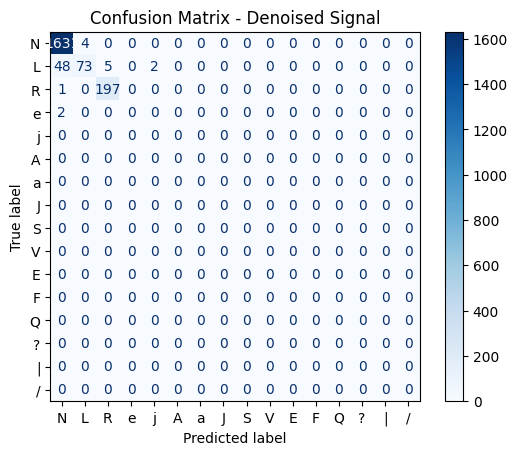 Confusion Matrix - Denoised Signal
N 4 0 0 0 0 0 0 0 0 0 0 0 0 0 0
L 48 73 5 0 2 0 0 0 0 0 0 0 0 0 0 0
R 1 0 197 0 0 0 0 0 0 0 0 0 0 0 0 0
e 2 0 0 0 0 0 0 0 0 0 0 0 0 0 0 0
j 0 0 0 0 0 0 0 0 0 0 0 0 0 0 0 0
A 0 0 0 0 0 0 0 0 0 0 0 0 0 0 0 0
a 0 0 0 0 0 0 0 0 0 0 0 0 0 0 0 0
J 0 0 0 0 0 0 0 0 0 0 0 0 0 0 0 0
S 0 0 0 0 0 0 0 0 0 0 0 0 0 0 0 0
V 0 0 0 0 0 0 0 0 0 0 0 0 0 0 0 0
E 0 0 0 0 0 0 0 0 0 0 0 0 0 0 0 0
F 0 0 0 0 0 0 0 0 0 0 0 0 0 0 0 0
Q 0 0 0 0 0 0 0 0 0 0 0 0 0 0 0 0
? 0 0 0 0 0 0 0 0 0 0 0 0 0 0 0 0
| 0 0 0 0 0 0 0 0 0 0 0 0 0 0 0 0
/ 0 0 0 0 0 0 0 0 0 0 0 0 0 0 0 0
N L R e j A a J S V E F Q ? | /
Predicted label
True label
1600
1400
1200
1000
800
600
400
200
0